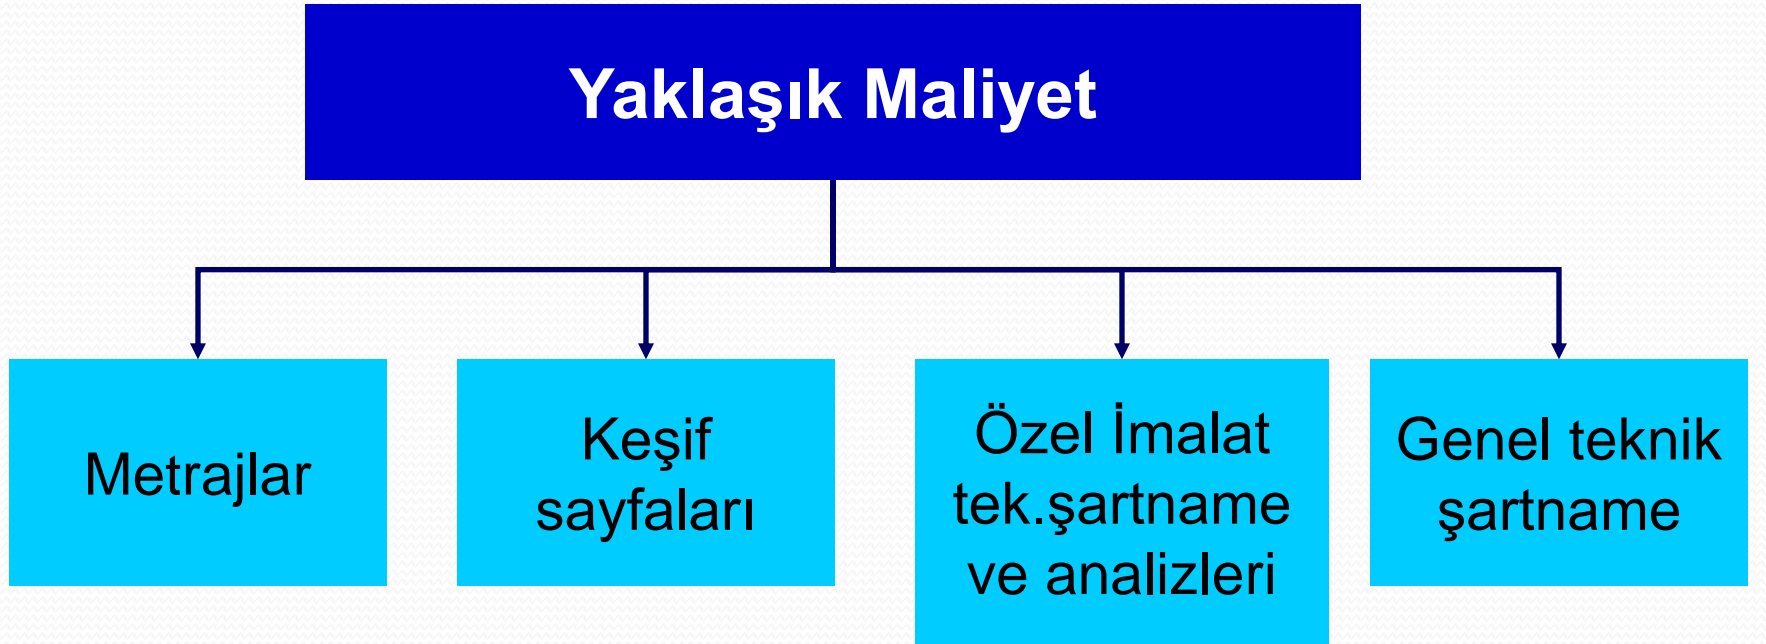 Yaklaşık Maliyet
Metrajlar
Keşif
sayfaları
Özel İmalat
tek.şartname
ve analizleri
Genel teknik
şartname